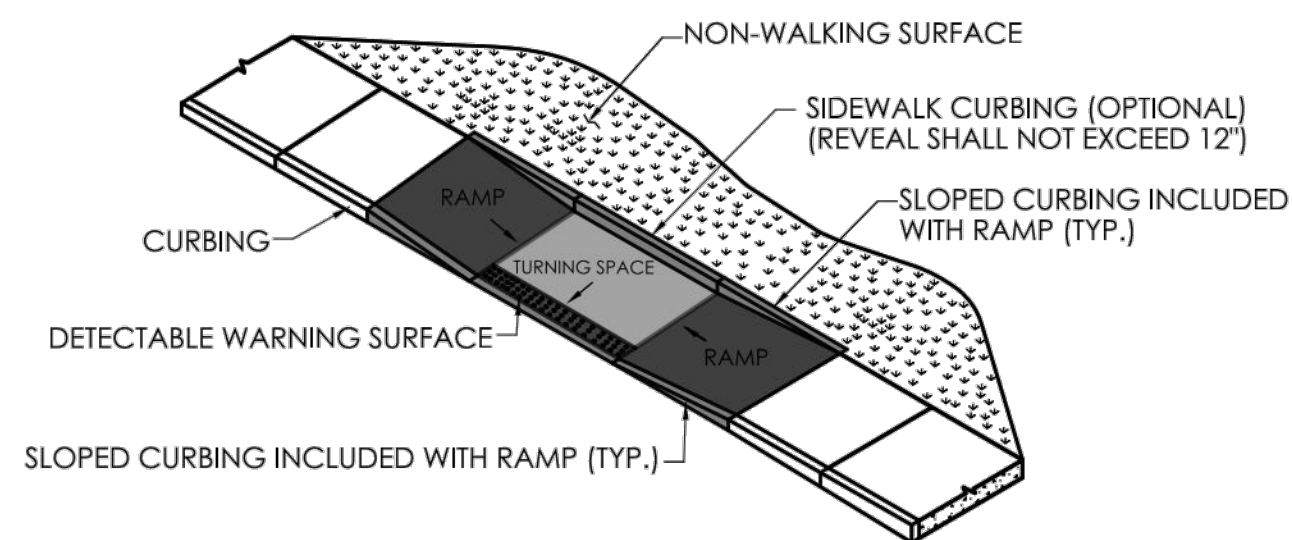 NON-WALKING SURFACE
SIDEWALK CURBING (OPTIONAL)
(REVEAL SHALL NOT EXCEED 12")
RAMP
SLOPED CURBING INCLUDED
WITH RAMP (TYP.)
CURBING
TURNING SPACE
DETECTABLE WARNING SURFACE
RAMP
SLOPED CURBING INCLUDED WITH RAMP (TYP.)